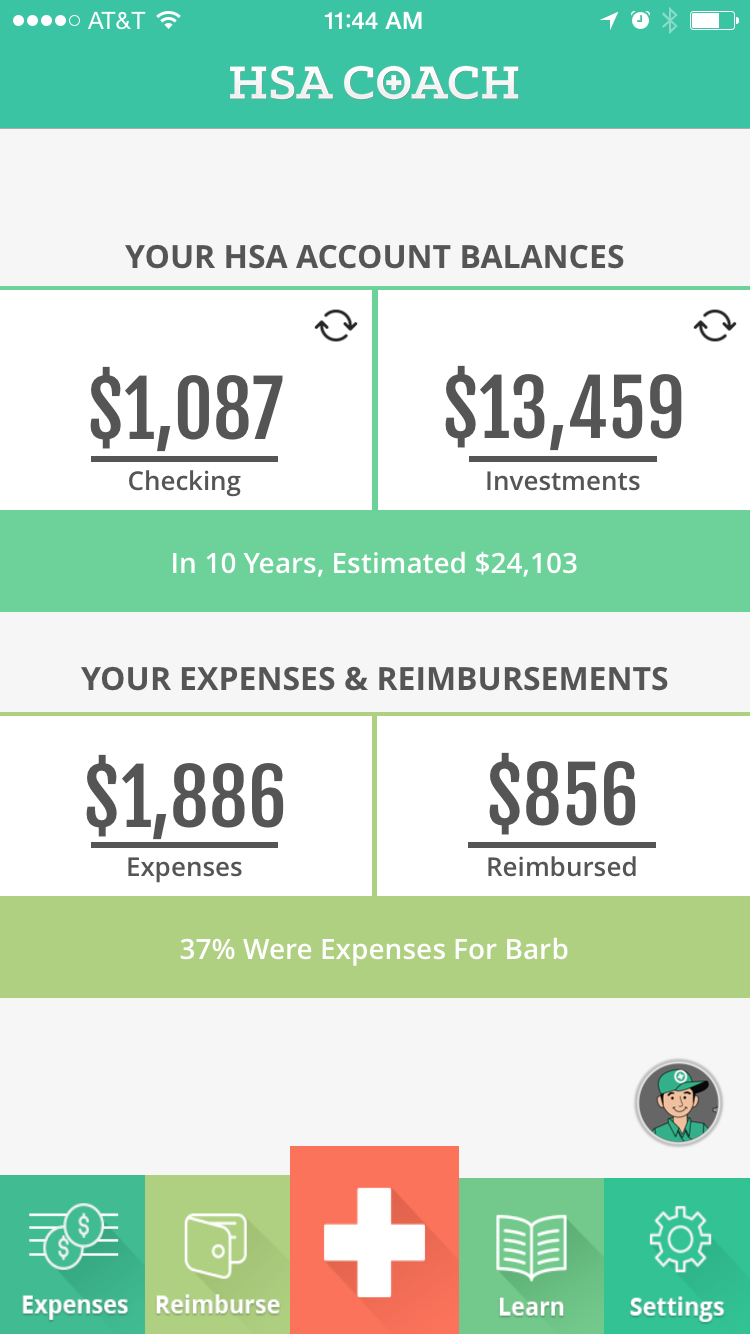 AT&T 11:44 AM
HSA COACH
YOUR HSA ACCOUNT BALANCES
$1,087 $13,459
Checking Investments
In 10 Years, Estimated $24,103
YOUR EXPENSES & REIMBURSEMENTS
$1,886 $856
Expenses Reimbursed
37% Were Expenses For Barb
$ $
Expenses Reimburse Learn Settings